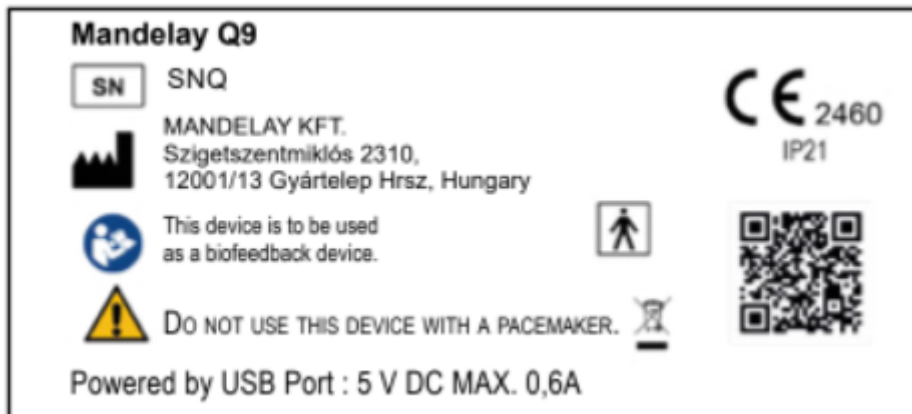 Mandelay Q9
SN SNQ
MANDELAY KFT.
Szigetszentmiklós 2310,
12001/13 Gyártelep Hrsz, Hungary
CE 2460
IP21
This device is to be used
as a biofeedback device.
DO NOT USE THIS DEVICE WITH A PACEMAKER.
Powered by USB Port : 5 V DC MAX. 0,6A